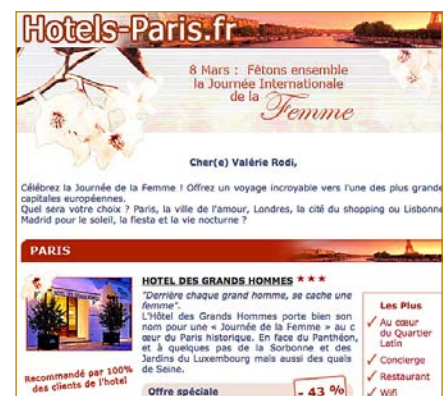 Hotels-Paris.fr
8 Mars : Fêtons ensemble
la Journée Internationale
de la
Femme
Cher(e) Valérie Rodi,
Célébrez la Journée de la Femme ! Offrez un voyage incroyable vers l'une des plus grande
capitales européennes.
Quel sera votre choix ? Paris, la ville de l'amour, Londres, la cité du shopping ou Lisbonne
Madrid pour le soleil, la fiesta et la vie nocturne ?
PARIS
HOTEL DES GRANDS HOMMES ★★★
"Derrière chaque grand homme, se cache une
femme".
L'Hôtel des Grands Hommes porte bien son
nom pour une « Journée de la Femme » au c
œur du Paris historique. En face du Panthéon,
et à quelques pas de la Sorbonne et des
Jardins du Luxembourg mais aussi des quais
de Seine.
Recommandé par 100%
des clients de l'hotel
Offre spéciale
- 43 %
Les Plus
✓ Au cœur
du Quartier
Latin
✓ Concierge
✓ Restaurant
✓ Wifi